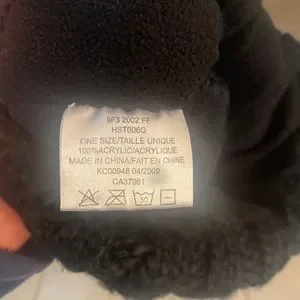 9F3 2002 FF
HST006G
ONE SIZE/TAILLE UNIQUE
100%ACRYLIC/ACRYLIQUE
MADE IN CHINA/FAIT EN CHINE
KC00948 04/2009
CA37961
30